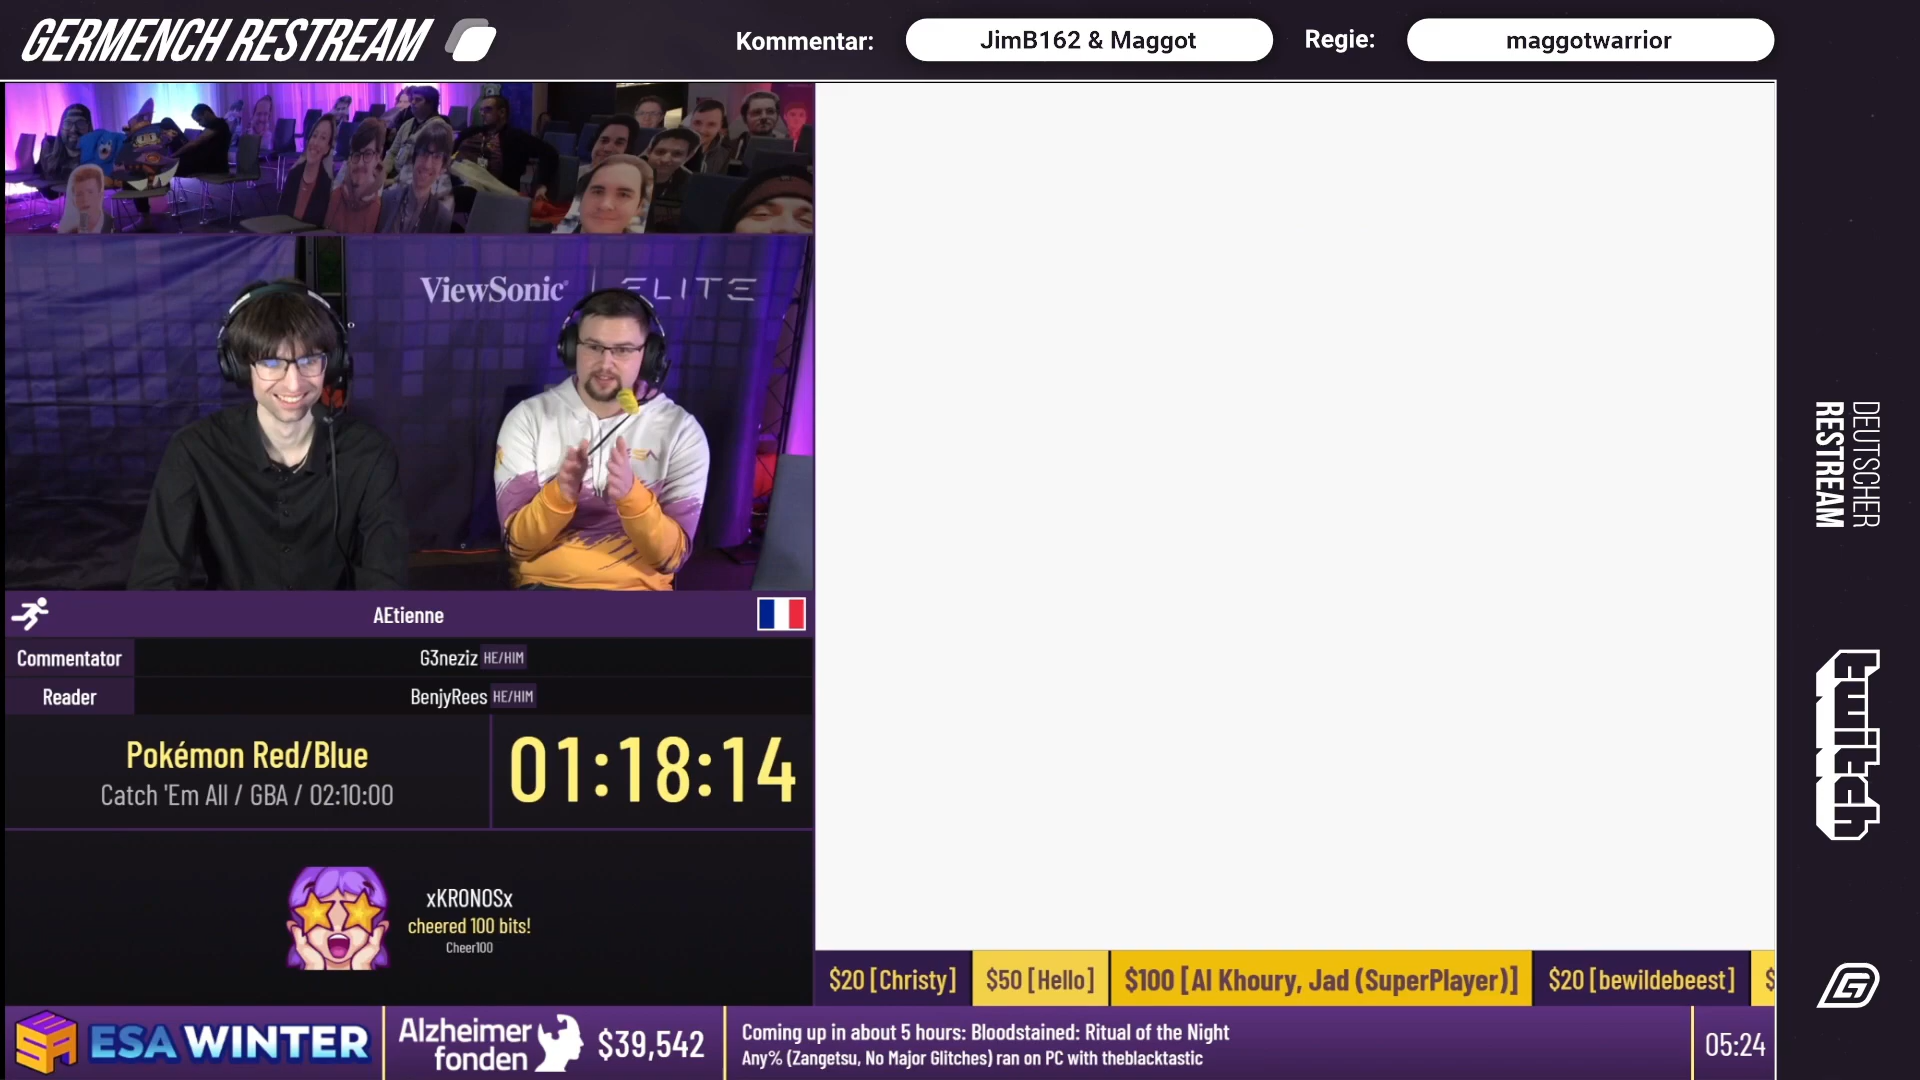 GERMENCH RESTREAM
Kommentar:
JimB162 & Maggot
Regie:
maggotwarrior
ViewSonic | ELITE
AEtienne
Commentator
G3neziz HE/HIM
Reader
BenjyRees HE/HIM
Pokémon Red/Blue
Catch 'Em All / GBA / 02:10:00
01:18:14
xKRONOSx
cheered 100 bits!
Cheer100
$20 [Christy]
$50 [Hello]
$100 [Al Khoury, Jad (SuperPlayer)]
$20 [bewildebeest]
$
ESA WINTER
Alzheimer
fonden
$39,542
Coming up in about 5 hours: Bloodstained: Ritual of the Night
Any% (Zangetsu, No Major Glitches) ran on PC with theblacktastic
05:24
DEUTSCHER
RESTREAM
twitch
G